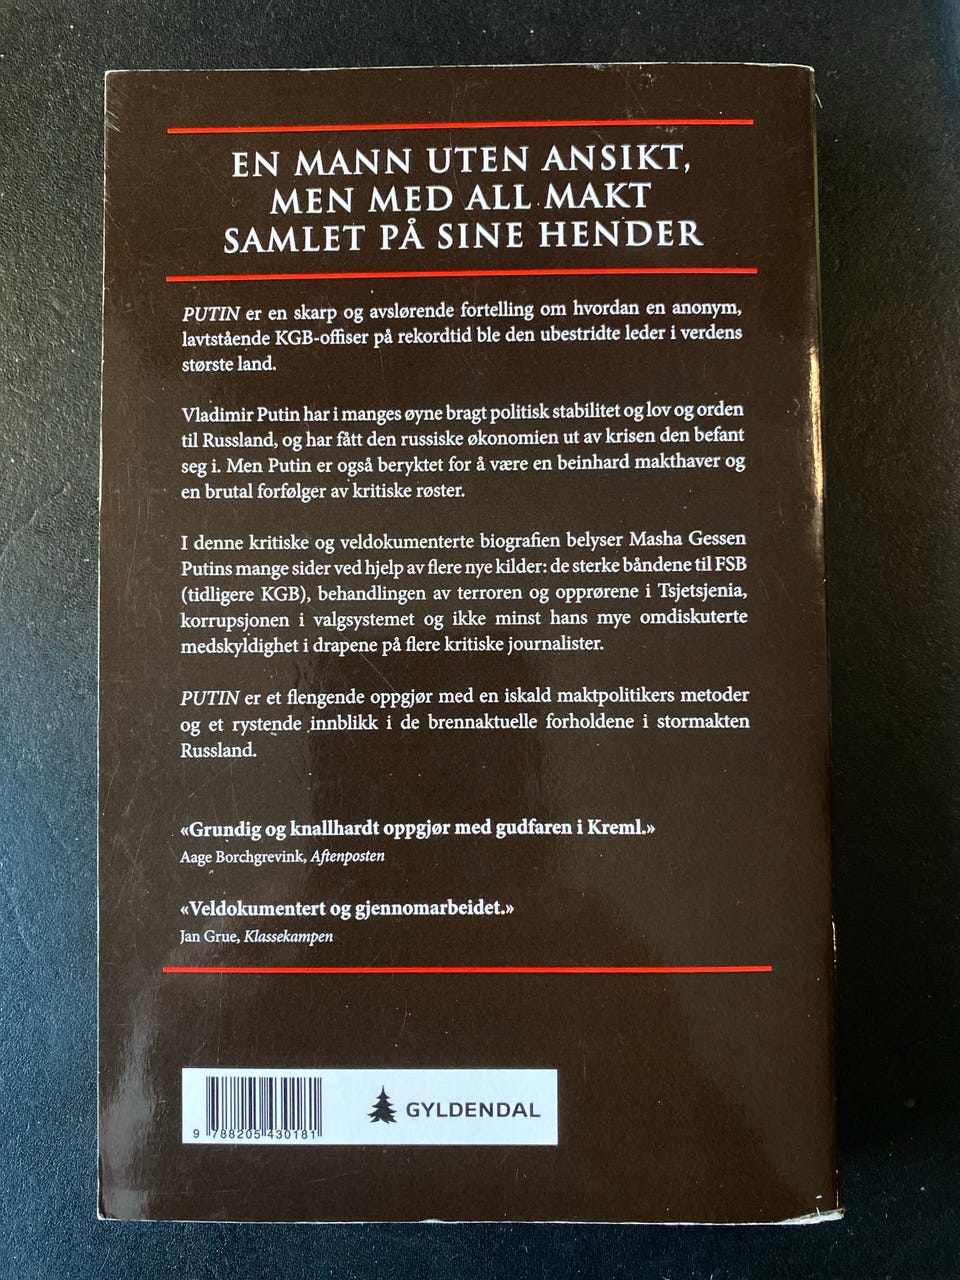 EN MANN UTEN ANSIKT,
MEN MED ALL MAKT
SAMLET PÅ SINE HENDER
PUTIN er en skarp og avslørende fortelling om hvordan en anonym,
lavtstående KGB-offiser på rekordtid ble den ubestridte leder i verdens
største land.
Vladimir Putin har i manges øyne bragt politisk stabilitet og lov og orden
til Russland, og har fått den russiske økonomien ut av krisen den befant
seg i. Men Putin er også beryktet for å være en beinhard makthaver og
en brutal forfølger av kritiske røster.
I denne kritiske og veldokumenterte biografien belyser Masha Gessen
Putins mange sider ved hjelp av flere nye kilder: de sterke båndene til FSB
(tidligere KGB), behandlingen av terroren og opprørene i Tsjetsjenia,
korrupsjonen i valgsystemet og ikke minst hans mye omdiskuterte
medskyldighet i drapene på flere kritiske journalister.
PUTIN er et flengende oppgjør med en iskald maktpolitikers metoder
og et rystende innblikk i de brennaktuelle forholdene i stormakten
Russland.
«Grundig og knallhardt oppgjør med gudfaren i Kreml.»
Aage Borchgrevink, Aftenposten
«Veldokumentert og gjennomarbeidet.»
Jan Grue, Klassekampen
9 788205 430181
GYLDENDAL